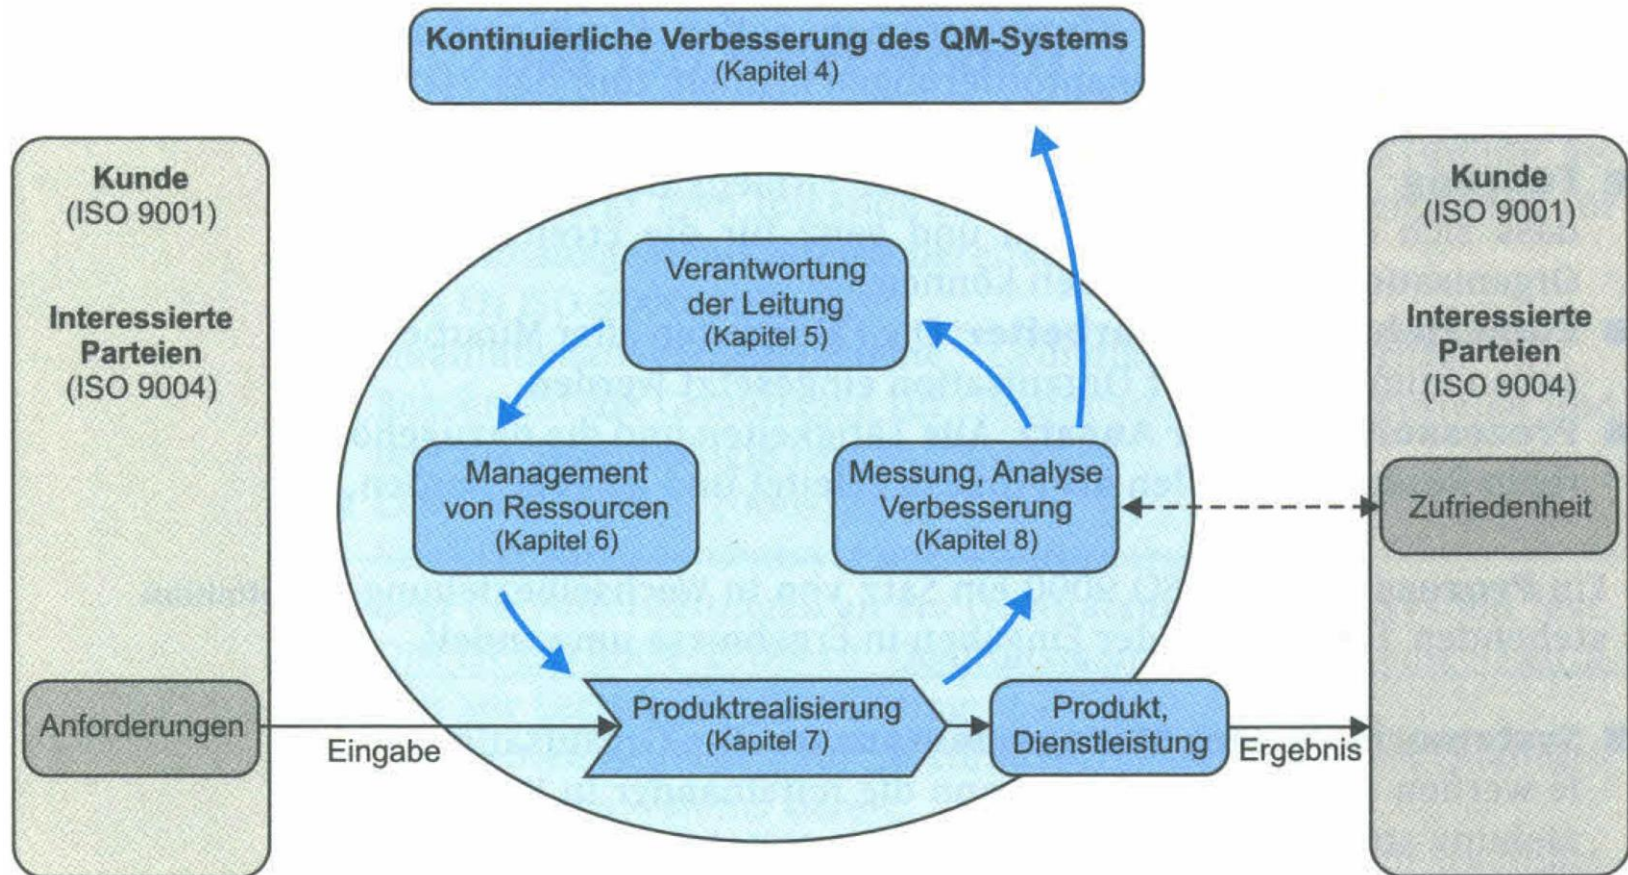 Kontinuierliche Verbesserung des QM-Systems
(Kapitel 4)
Kunde
(ISO 9001)
Interessierte
Parteien
(ISO 9004)
Anforderungen
Eingabe
Verantwortung
der Leitung
(Kapitel 5)
Management
von Ressourcen
(Kapitel 6)
Messung, Analyse
Verbesserung
(Kapitel 8)
Produktrealisierung
(Kapitel 7)
Produkt,
Dienstleistung
Ergebnis
Kunde
(ISO 9001)
Interessierte
Parteien
(ISO 9004)
Zufriedenheit